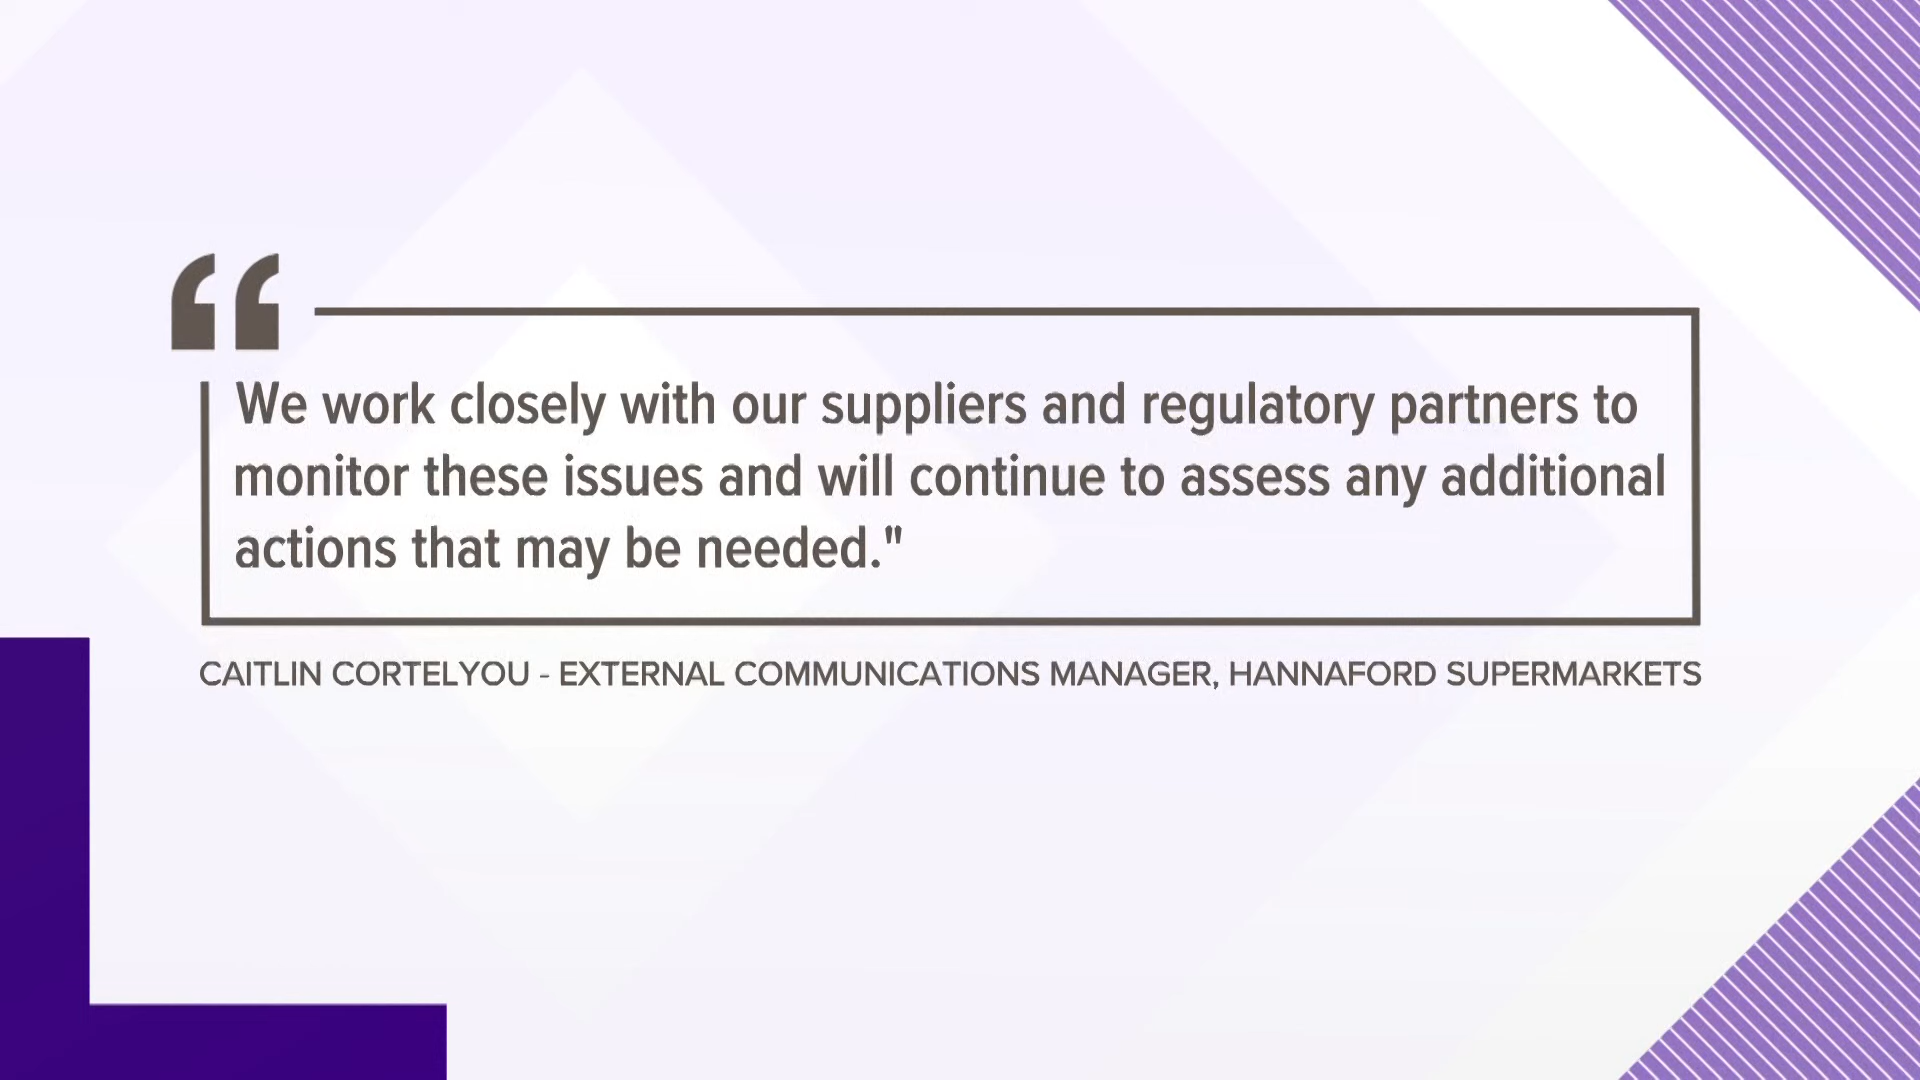 “
We work closely with our suppliers and regulatory partners to
monitor these issues and will continue to assess any additional
actions that may be needed."
CAITLIN CORTELYOU - EXTERNAL COMMUNICATIONS MANAGER, HANNAFORD SUPERMARKETS